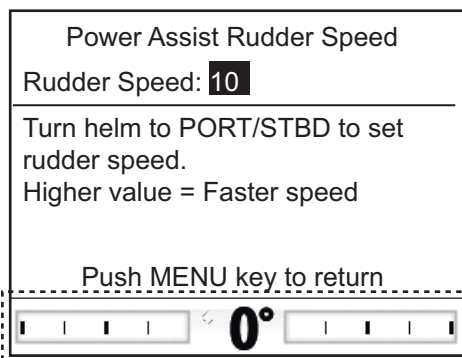 Power Assist Rudder Speed
Rudder Speed: 10
Turn helm to PORT/STBD to set
rudder speed.
Higher value = Faster speed
Push MENU key to return
0°